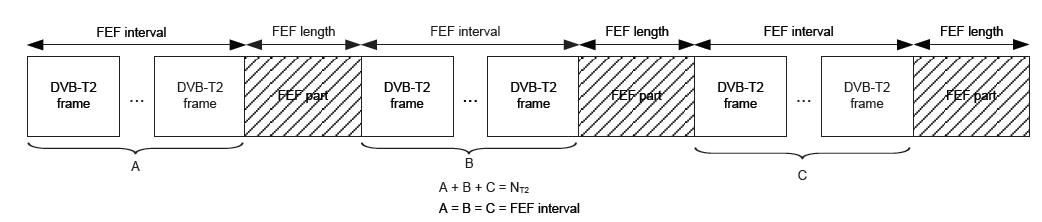 FEF interval FEF length FEF interval FEF length FEF interval FEF length
DVB-T2 frame ... DVB-T2 frame FEF part DVB-T2 frame ... DVB-T2 frame FEF part DVB-T2 frame ... DVB-T2 frame FEF part
A B C
A + B + C = N_T2
A = B = C = FEF interval